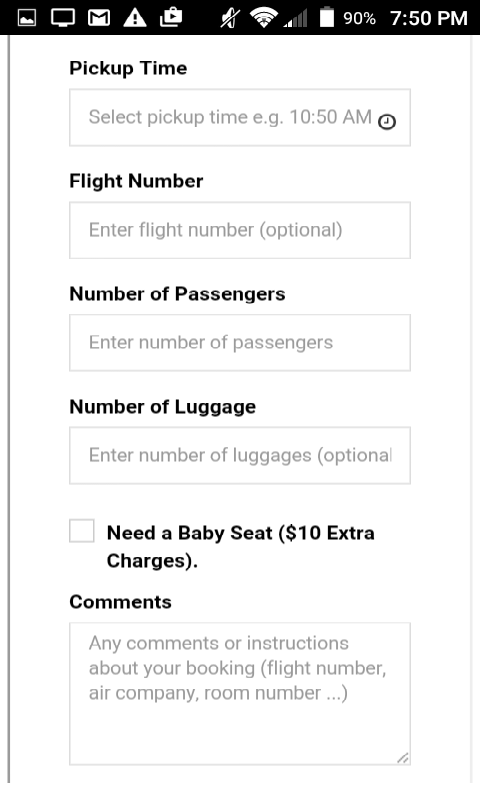 90% 7:50 PM
Pickup Time
Select pickup time e.g. 10:50 AM
Flight Number
Enter flight number (optional)
Number of Passengers
Enter number of passengers
Number of Luggage
Enter number of luggages (optional
Need a Baby Seat ($10 Extra
Charges).
Comments
Any comments or instructions
about your booking (flight number,
air company, room number ...)